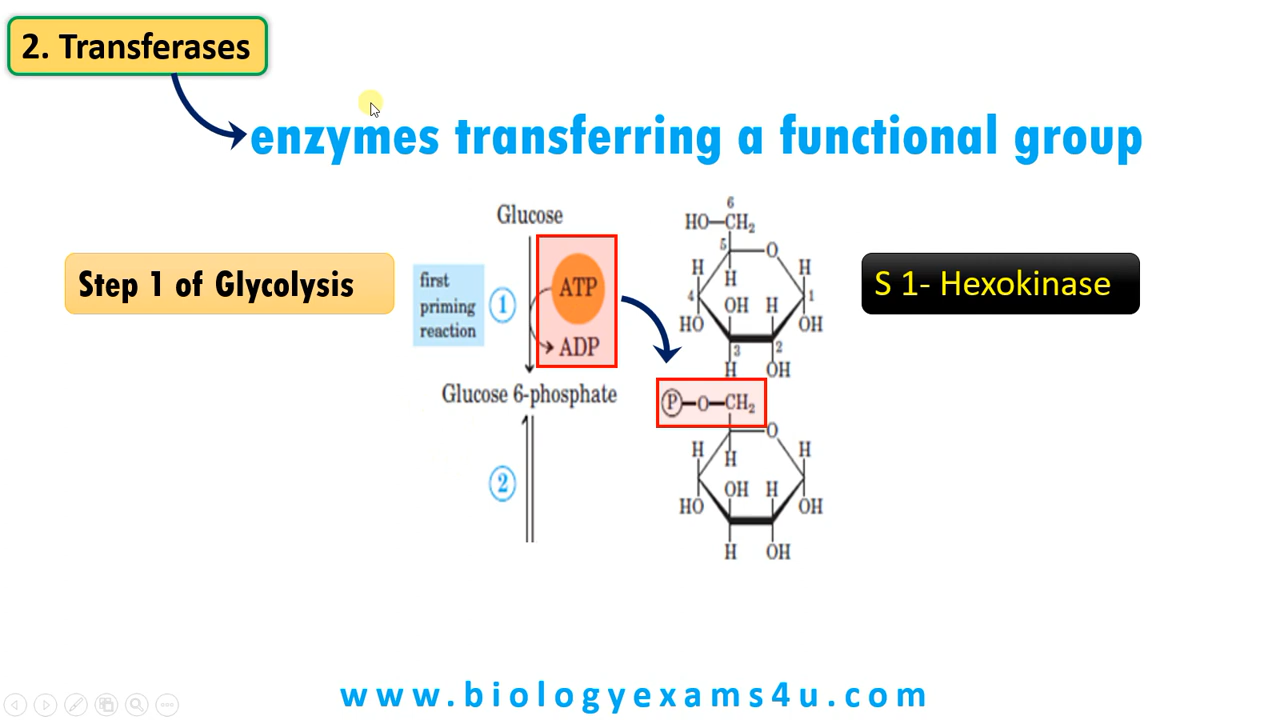 2. Transferases
enzymes transferring a functional group
Step 1 of Glycolysis
Glucose
first
priming
reaction
1
ATP
ADP
Glucose 6-phosphate
2
6
HO—CH₂
5
O
H
H
H
4
OH
H
1
HO
OH
3
2
H
OH
P—O—CH₂
O
H
H
H
OH
H
HO
OH
H
OH
S 1- Hexokinase
www.biologyexams4u.com